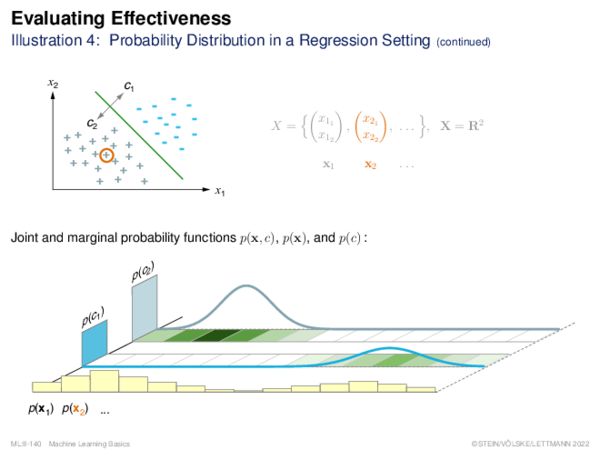 Evaluating Effectiveness
Illustration 4: Probability Distribution in a Regression Setting (continued)
x2
c1
c2
x1
X = { ( x1₁ x1₂ ) , ( x2₁ x2₂ ) , ... }, X = R²
x1 x2 ...
Joint and marginal probability functions p(x, c), p(x), and p(c) :
p(c2)
p(c1)
p(x1) p(x2) ...
ML:II-140 Machine Learning Basics ©STEIN/VÖLSKE/LETTMANN 2022